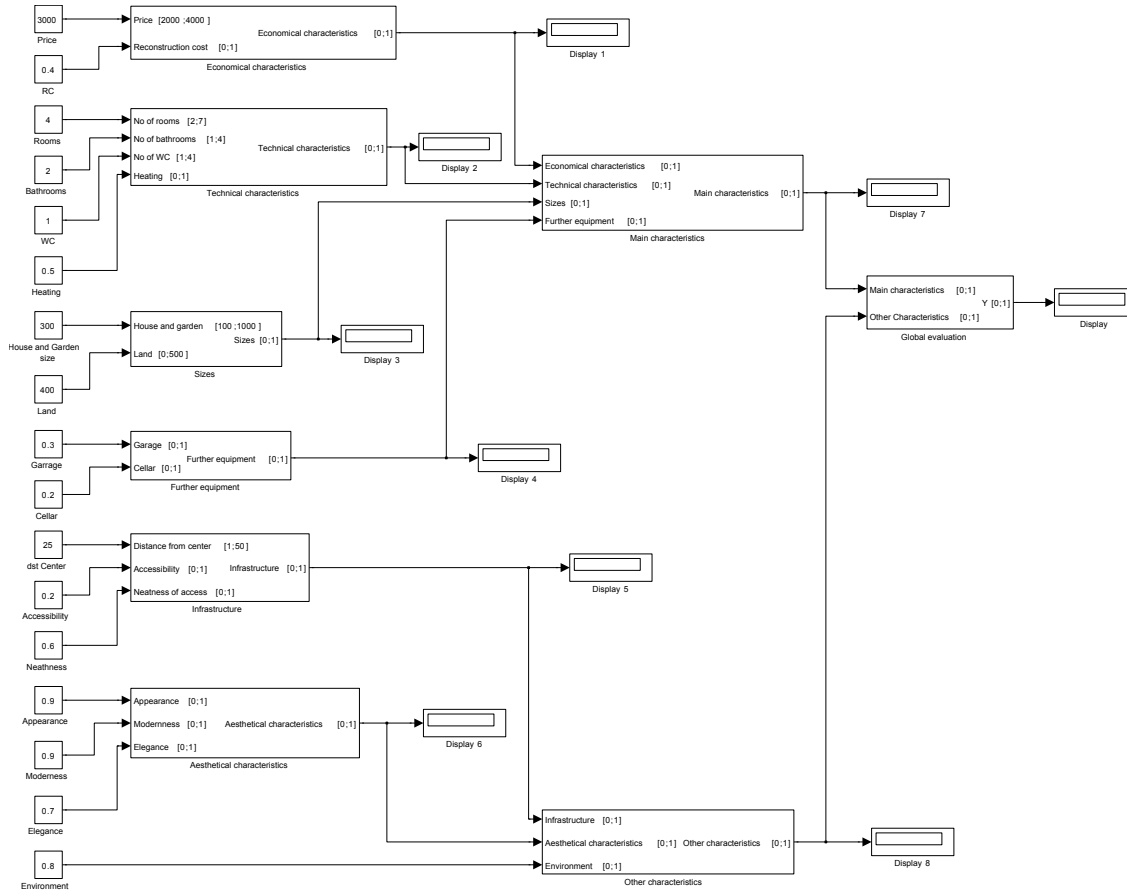 3000
Price
0.4
RC
Price [2000 ;4000 ]
Economical characteristics [0;1]
Reconstruction cost [0;1]
Economical characteristics
Display 1
4
Rooms
2
Bathrooms
1
WC
0.5
Heating
No of rooms [2;7]
No of bathrooms [1;4]
No of WC [1;4]
Heating [0;1]
Technical characteristics [0;1]
Technical characteristics
Display 2
Economical characteristics [0;1]
Technical characteristics [0;1]
Sizes [0;1]
Further equipment [0;1]
Main characteristics [0;1]
Main characteristics
Display 7
300
House and Garden
size
400
Land
House and garden [100 ;1000 ]
Sizes [0;1]
Land [0;500 ]
Sizes
Display 3
Main characteristics [0;1]
Y [0;1]
Other Characteristics [0;1]
Global evaluation
Display
0.3
Garrage
0.2
Cellar
Garage [0;1]
Further equipment [0;1]
Cellar [0;1]
Further equipment
Display 4
25
dst Center
0.2
Accessibility
0.6
Neathness
Distance from center [1;50 ]
Accessibility [0;1]
Infrastructure [0;1]
Neatness of access [0;1]
Infrastructure
Display 5
0.9
Appearance
0.9
Moderness
0.7
Elegance
Appearance [0;1]
Modernness [0;1]
Aesthetical characteristics [0;1]
Elegance [0;1]
Aesthetical characteristics
Display 6
0.8
Environment
Infrastructure [0;1]
Aesthetical characteristics [0;1]
Other characteristics [0;1]
Environment [0;1]
Other characteristics
Display 8